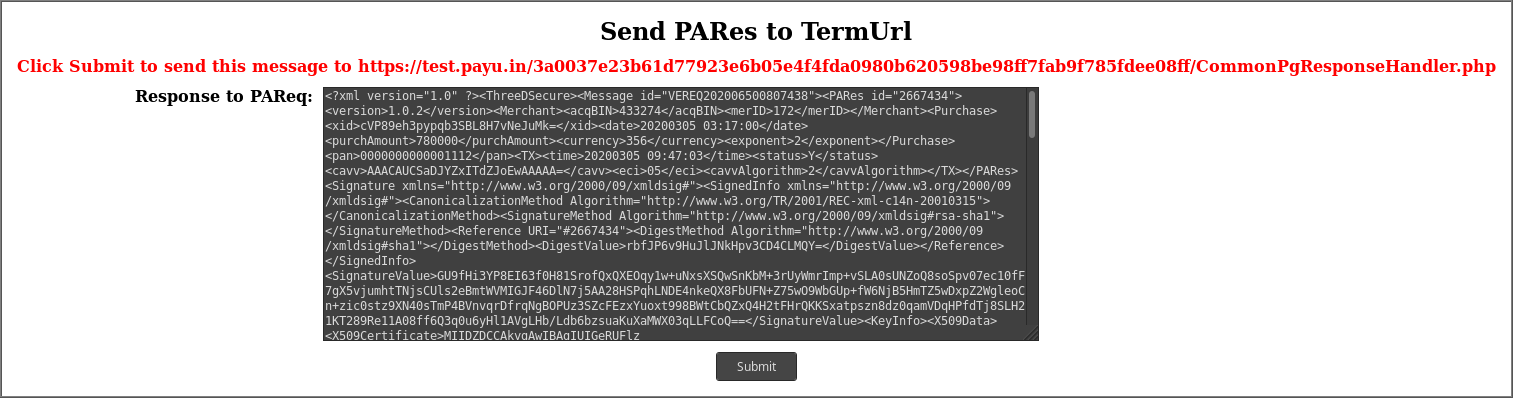 Send PARes to TermUrl
Click Submit to send this message to https://test.payu.in/3a0037e23b61d77923e6b05e4f4fda0980b620598be98ff7fab9f785fdee08ff/CommonPgResponseHandler.php
Response to PAReq:
<?xml version="1.0" ?><ThreeDSecure><Message id="VEREQ202006500807438"><PARes id="2667434">
<version>1.0.2</version><Merchant><acqBIN>433274</acqBIN><merID>172</merID></Merchant><Purchase>
<xid>cVP89eh3pypqb3SBL8H7vNeJuMk=</xid><date>20200305 03:17:00</date>
<purchAmount>780000</purchAmount><currency>356</currency><exponent>2</exponent></Purchase>
<pan>0000000000001112</pan><TX><time>20200305 09:47:03</time><status>Y</status>
<cavv>AAACAUCSaDJYZxITdZJoEwAAAAA=</cavv><eci>05</eci><cavvAlgorithm>2</cavvAlgorithm></TX></PARes>
<Signature xmlns="http://www.w3.org/2000/09/xmldsig#"><SignedInfo xmlns="http://www.w3.org/2000/09
/xmldsig#"><CanonicalizationMethod Algorithm="http://www.w3.org/TR/2001/REC-xml-c14n-20010315">
</CanonicalizationMethod><SignatureMethod Algorithm="http://www.w3.org/2000/09/xmldsig#rsa-sha1">
</SignatureMethod><Reference URI="#2667434"><DigestMethod Algorithm="http://www.w3.org/2000/09
/xmldsig#sha1"></DigestMethod><DigestValue>rbfJP6v9HuJlJNkHpv3CD4CLMQY=</DigestValue></Reference>
</SignedInfo>
<SignatureValue>GU9fHi3YP8EI63f0H81SrofQxQXEOqy1w+uNxsXSQwSnKbM+3rUyWmrImp+vSLA0sUNZoQ8soSpv07ec10fF
7gX5vjumhtTNjsCUls2eBmtWVMIGJF46DlN7j5AA28HSPqhLNDE4nkeQX8FbUFN+Z75wO9WbGUp+fW6NjB5HmTZ5wDxpZ2WgleoC
n+zic0stz9XN40sTmP4BVnvqrDfrqNgBOPUz3SZcFEzxYuoxt998BWtCbQZxQ4H2tFHrQKKSxatpszn8dz0qamVDqHPfdTj8SLH2
1KT289Re11A08ff6Q3q0u6yHl1AVgLHb/Ldb6bzsuaKuXaMWX03qLLFCoQ==</SignatureValue><KeyInfo><X509Data>
<X509Certificate>MIIDZDCCAkygAwIBAgIUIGeRUFlz
Submit